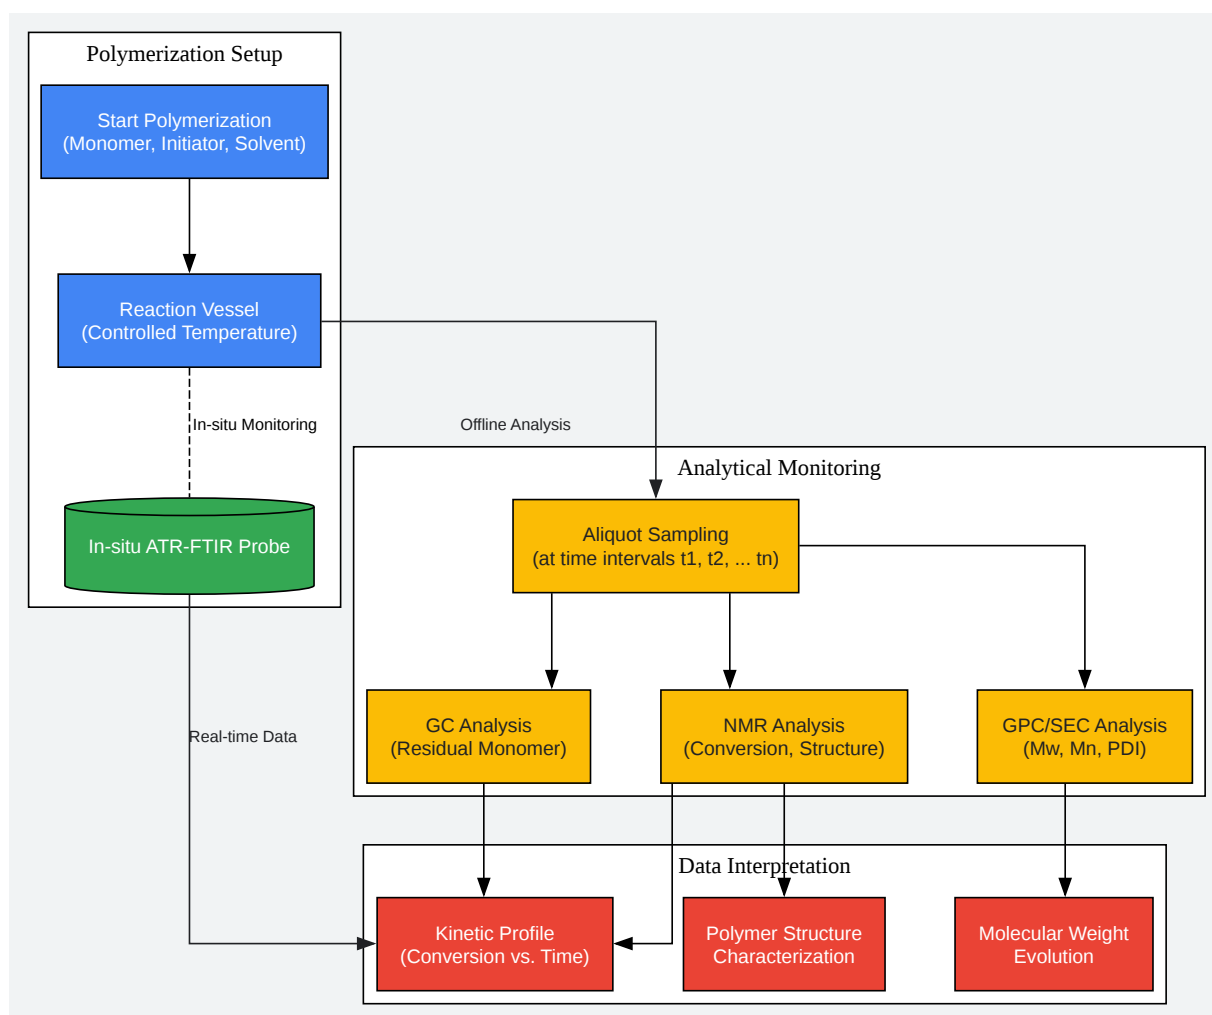 Polymerization Setup
Start Polymerization
(Monomer, Initiator, Solvent)
Reaction Vessel
(Controlled Temperature)
In-situ Monitoring
Offline Analysis
In-situ ATR-FTIR Probe
Analytical Monitoring
Aliquot Sampling
(at time intervals t1, t2, ... tn)
GC Analysis
(Residual Monomer)
NMR Analysis
(Conversion, Structure)
GPC/SEC Analysis
(Mw, Mn, PDI)
Real-time Data
Data Interpretation
Kinetic Profile
(Conversion vs. Time)
Polymer Structure
Characterization
Molecular Weight
Evolution